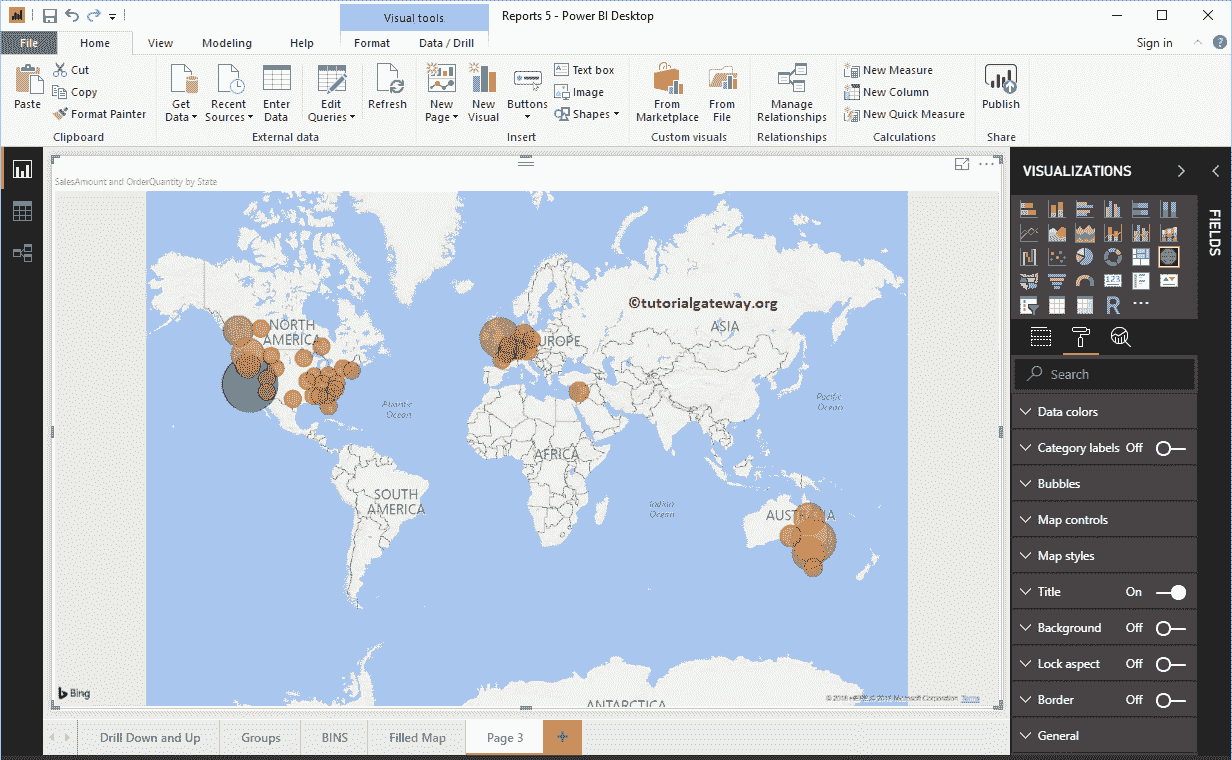 Visual tools
Reports 5 - Power BI Desktop
File
Home
View
Modeling
Help
Format
Data / Drill
Sign in
Paste
Cut
Copy
Format Painter
Clipboard
Get Data
Recent Sources
Enter Data
Edit Queries
External data
Refresh
New Page
New Visual
Buttons
Text box
Image
Shapes
Insert
From Marketplace
From File
Custom visuals
Manage Relationships
Relationships
New Measure
New Column
New Quick Measure
Calculations
Publish
Share
SalesAmount and OrderQuantity by State
©tutorialgateway.org
NORTH
AMERICA
EUROPE
ASIA
Atlantic
Ocean
Pacific
Ocean
AFRICA
SOUTH
AMERICA
Indian
Ocean
AUSTRALIA
ANTARCTICA
Bing
Microsoft Corporation
Terms
VISUALIZATIONS
FIELDS
123
R
Search
Data colors
Category labels Off
Bubbles
Map controls
Map styles
Title On
Background Off
Lock aspect Off
Border Off
General
Drill Down and Up
Groups
BINS
Filled Map
Page 3